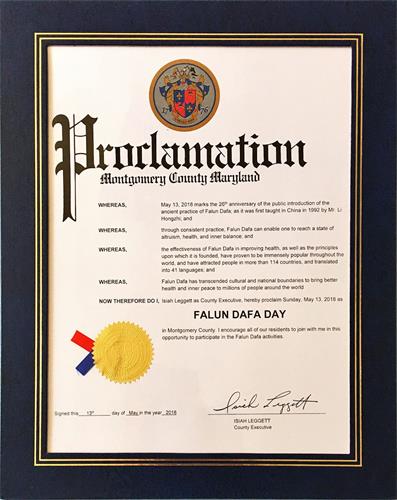 17 76
Proclamation
Montgomery County Maryland
WHEREAS, May 13, 2018 marks the 26th anniversary of the public introduction of the
ancient practice of Falun Dafa; as it was first taught in China in 1992 by Mr. Li
Hongzhi; and
WHEREAS, through consistent practice, Falun Dafa can enable one to reach a state of
altruism, health, and inner balance; and
WHEREAS, the effectiveness of Falun Dafa in improving health, as well as the principles
upon which it is founded, have proven to be immensely popular throughout the
world, and have attracted people in more than 114 countries, and translated
into 41 languages; and
WHEREAS, Falun Dafa has transcended cultural and national boundaries to bring better
health and inner peace to millions of people around the world
NOW THEREFORE DO I, Isiah Leggett as County Executive, hereby proclaim Sunday, May 13, 2018 as
FALUN DAFA DAY
in Montgomery County. I encourage all of our residents to join with me in this
opportunity to participate in the Falun Dafa activities.
Isiah Leggett
Signed this 13th day of May in the year 2018
ISIAH LEGGETT
County Executive